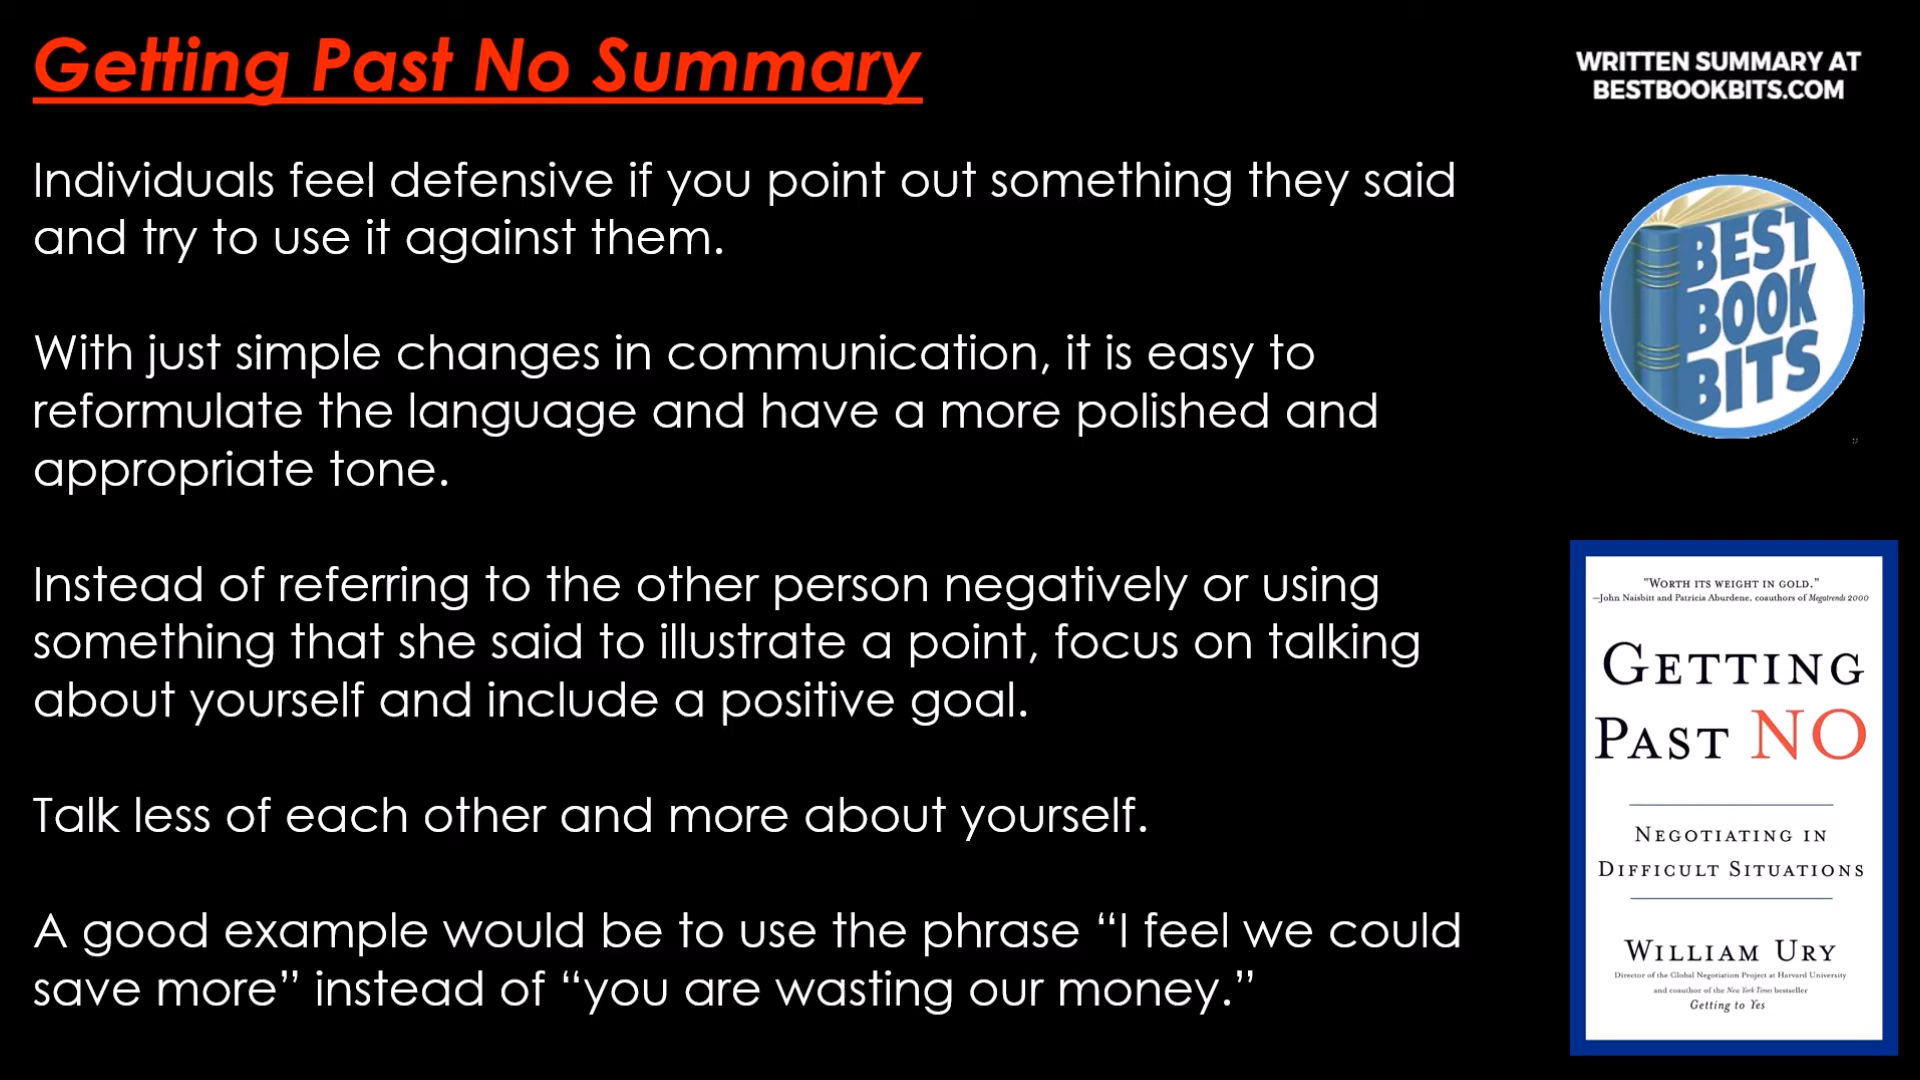 Getting Past No Summary
WRITTEN SUMMARY AT
BESTBOOKBITS.COM
Individuals feel defensive if you point out something they said
and try to use it against them.
With just simple changes in communication, it is easy to
reformulate the language and have a more polished and
appropriate tone.
Instead of referring to the other person negatively or using
something that she said to illustrate a point, focus on talking
about yourself and include a positive goal.
Talk less of each other and more about yourself.
A good example would be to use the phrase “I feel we could
save more” instead of “you are wasting our money.”
BEST
BOOK
BITS
"WORTH ITS WEIGHT IN GOLD."
—John Naisbitt and Patricia Aburdene, coauthors of Megatrends 2000
GETTING
PAST NO
NEGOTIATING IN
DIFFICULT SITUATIONS
WILLIAM URY
Director of the Global Negotiation Project at Harvard University
and coauthor of the New York Times bestseller
Getting to Yes